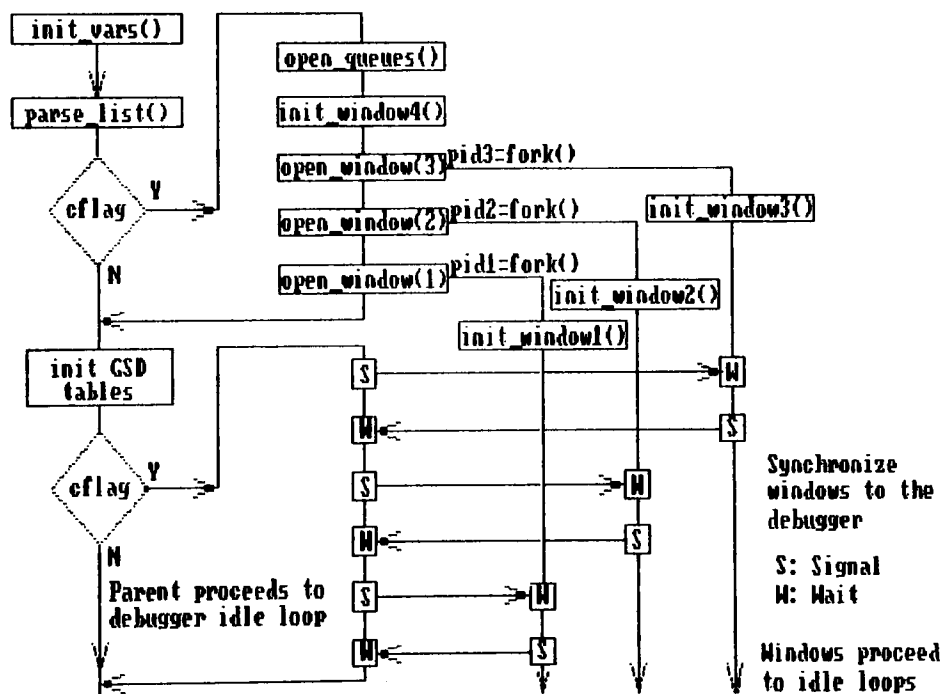 init_vars()
open_queues()
parse_list()
init_window4()
pid3=fork()
open_window(3)
Y
cflag
pid2=fork()
init_window3()
open_window(2)
N
pid1=fork()
open_window(1)
init_window2()
init_window1()
init GSD
tables
S
W
W
S
Y
cflag
S
W
W
S
N
Synchronize
windows to the
debugger
S: Signal
W: Wait
Parent proceeds to
debugger idle loop
S
W
W
S
Windows proceed
to idle loops